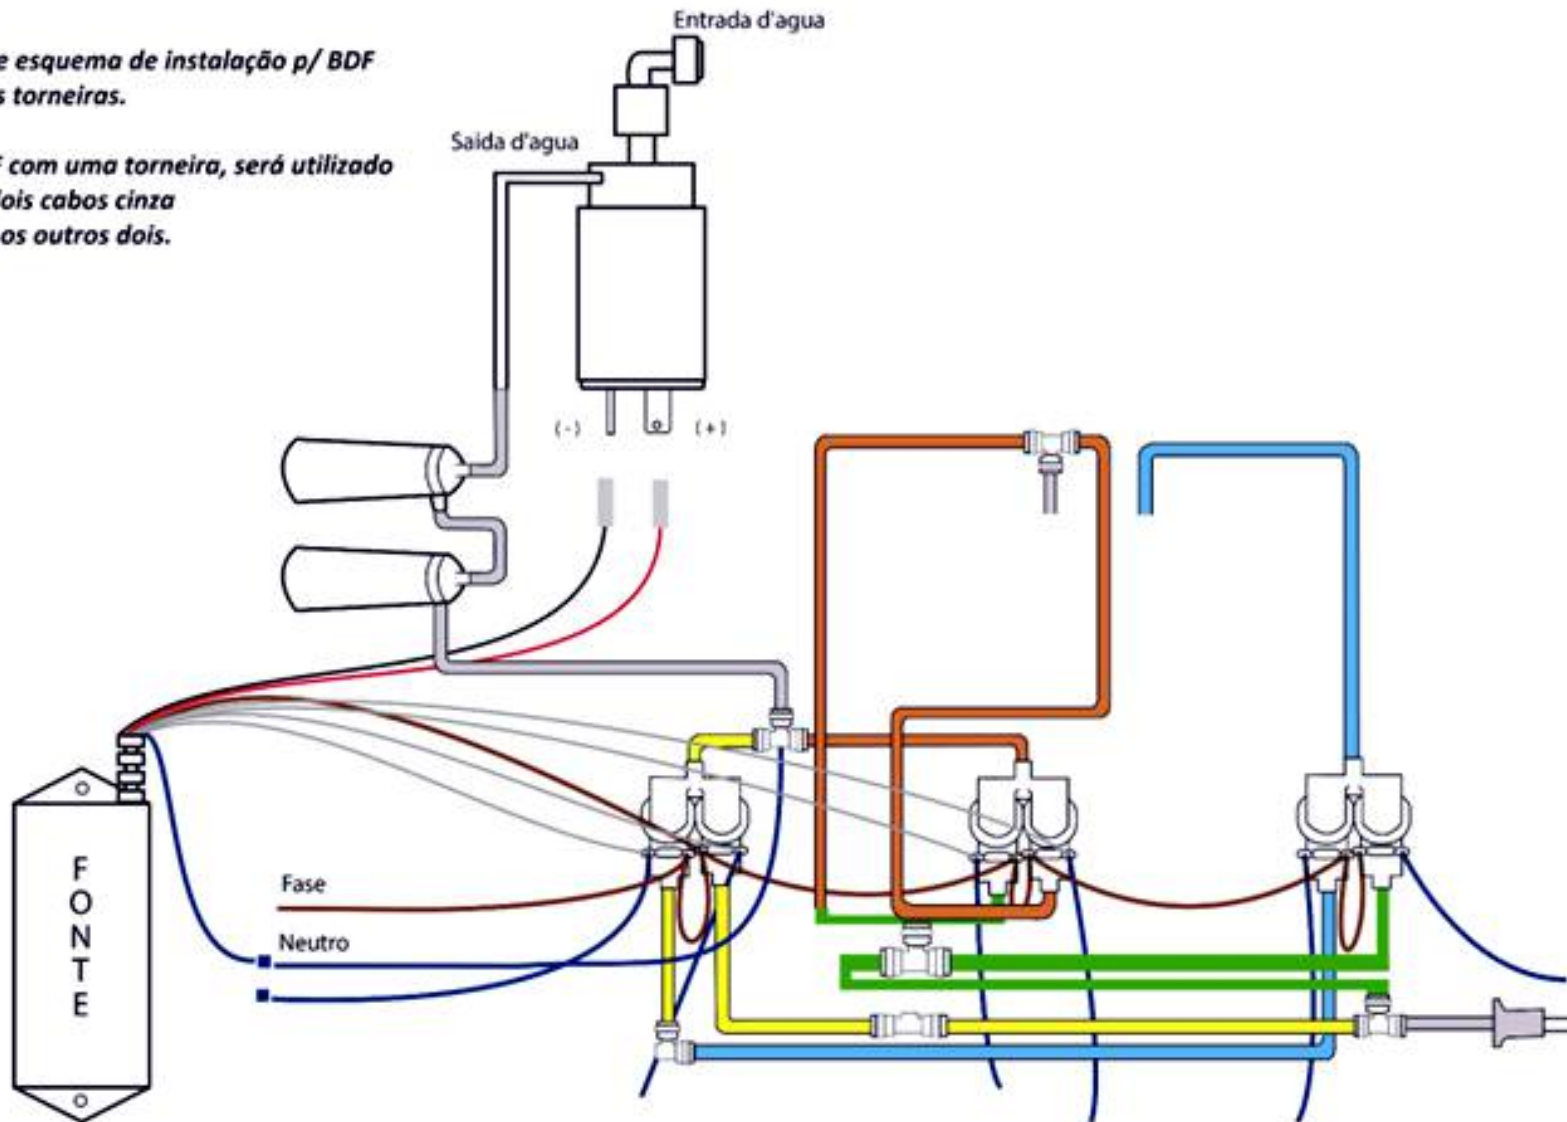 Entrada d'agua
e esquema de instalação p/ BDF
s torneiras.
Saida d'agua
com uma torneira, será utilizado
dois cabos cinza
os outros dois.
(-)
(+)
Fase
Neutro
FONTE